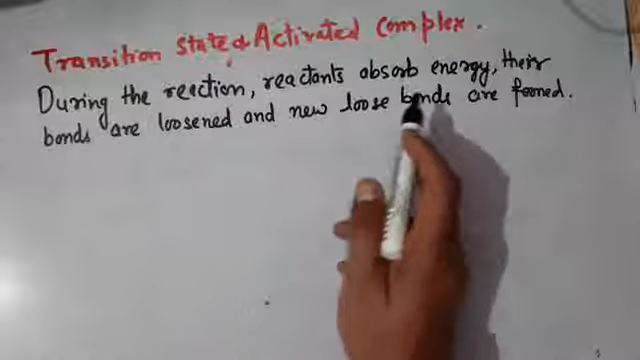 Transition state & Activated Complex.
During the reaction, reactants absorb energy, their
bonds are loosened and new loose bonds are formed.